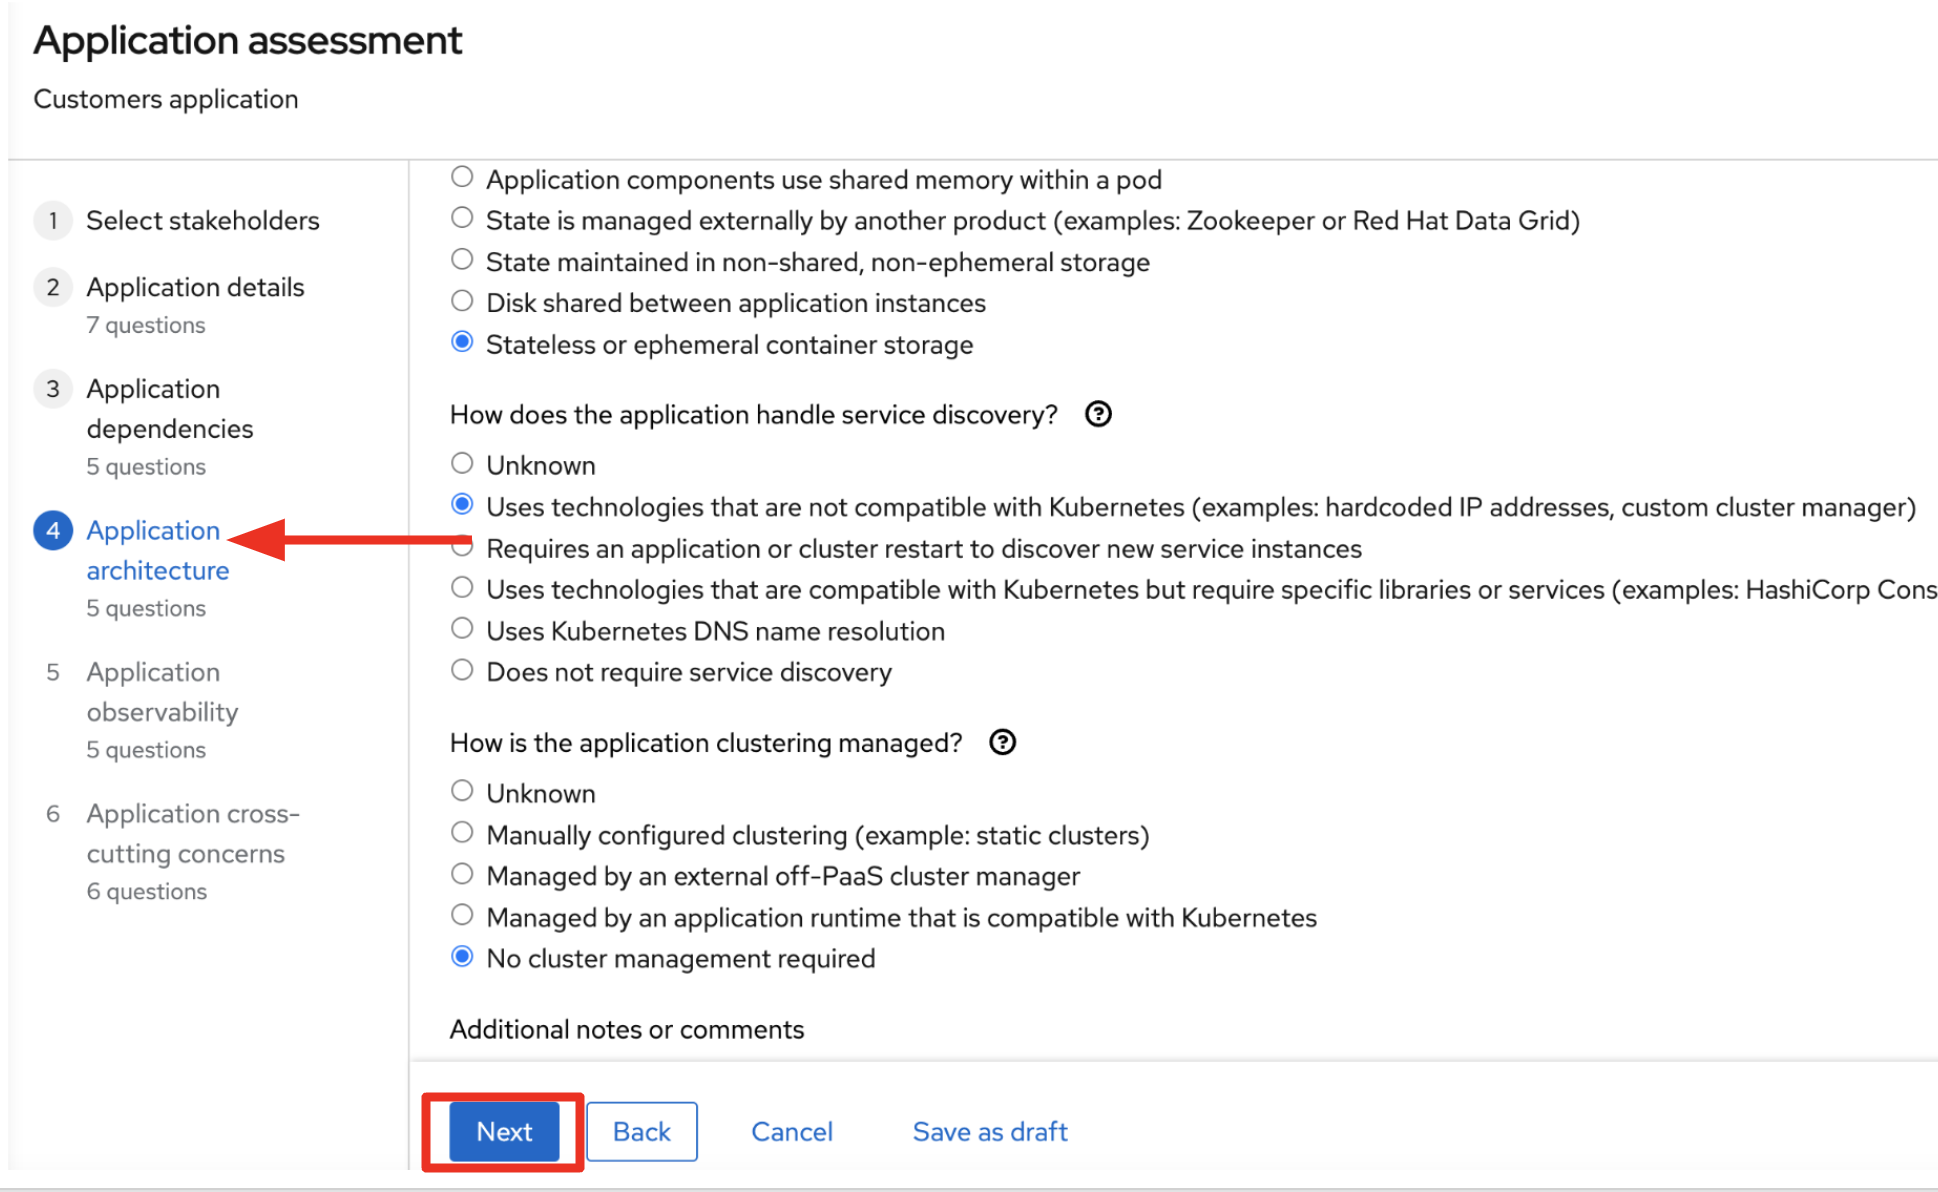 Application assessment
Customers application
1 Select stakeholders
2 Application details
7 questions
3 Application
dependencies
5 questions
4 Application
architecture
5 questions
5 Application
observability
5 questions
6 Application cross-
cutting concerns
6 questions
Application components use shared memory within a pod
State is managed externally by another product (examples: Zookeeper or Red Hat Data Grid)
State maintained in non-shared, non-ephemeral storage
Disk shared between application instances
Stateless or ephemeral container storage
How does the application handle service discovery? ?
Unknown
Uses technologies that are not compatible with Kubernetes (examples: hardcoded IP addresses, custom cluster manager)
Requires an application or cluster restart to discover new service instances
Uses technologies that are compatible with Kubernetes but require specific libraries or services (examples: HashiCorp Cons
Uses Kubernetes DNS name resolution
Does not require service discovery
How is the application clustering managed? ?
Unknown
Manually configured clustering (example: static clusters)
Managed by an external off-PaaS cluster manager
Managed by an application runtime that is compatible with Kubernetes
No cluster management required
Additional notes or comments
Next Back Cancel Save as draft